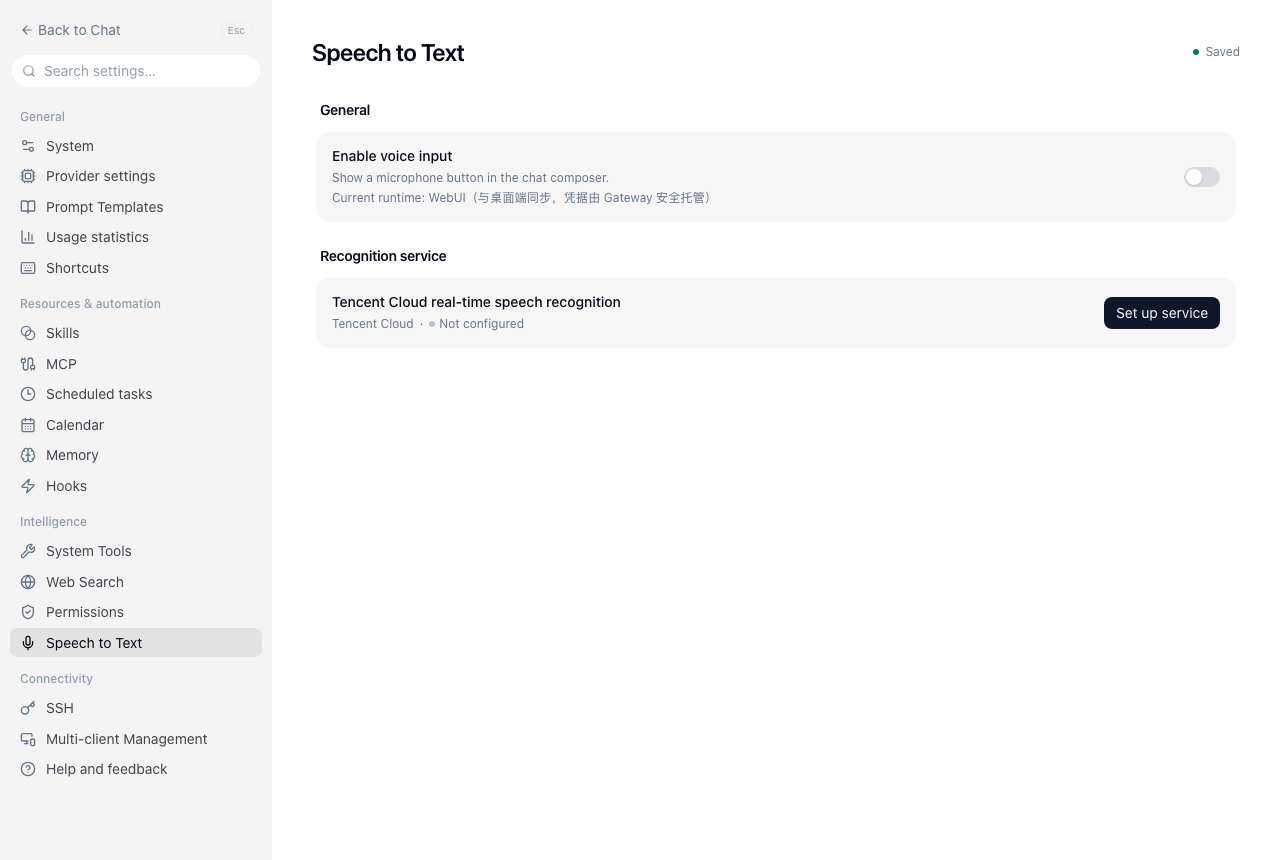 Back to Chat
Esc
Search settings...
General
System
Provider settings
Prompt Templates
Usage statistics
Shortcuts
Resources & automation
Skills
MCP
Scheduled tasks
Calendar
Memory
Hooks
Intelligence
System Tools
Web Search
Permissions
Speech to Text
Connectivity
SSH
Multi-client Management
Help and feedback
Speech to Text
Saved
General
Enable voice input
Show a microphone button in the chat composer.
Current runtime: WebUI（与桌面端同步，凭据由 Gateway 安全托管）
Recognition service
Tencent Cloud real-time speech recognition
Tencent Cloud · Not configured
Set up service